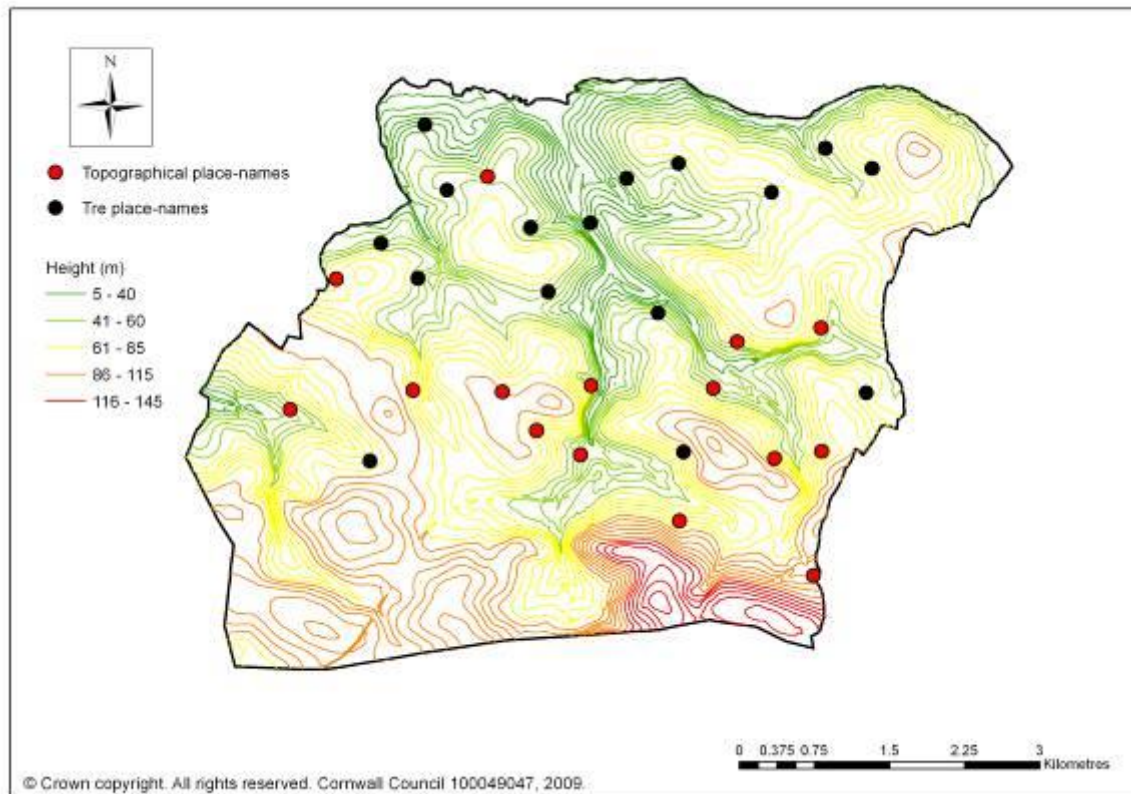 N
Topographical place-names
Tre place-names
Height (m)
5 - 40
41 - 60
61 - 85
86 - 115
116 - 145
0 0.375 0.75 1.5 2.25 3
Kilometres
© Crown copyright. All rights reserved. Cornwall Council 100049047, 2009.